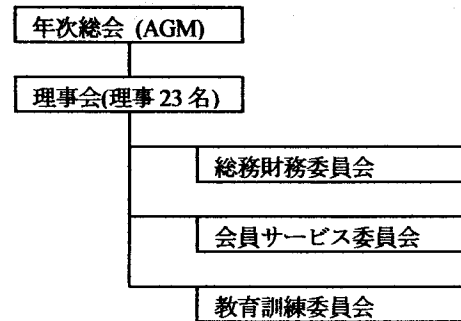 年次総会 (AGM)
理事会(理事 23 名)
総務財務委員会
会員サービス委員会
教育訓練委員会